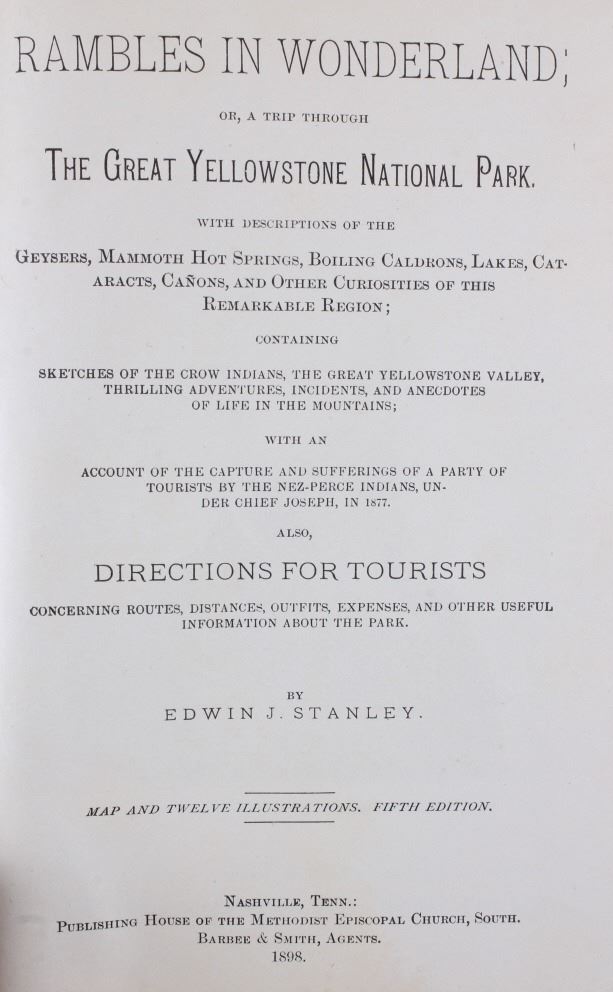 RAMBLES IN WONDERLAND;
OR, A TRIP THROUGH
THE GREAT YELLOWSTONE NATIONAL PARK.
WITH DESCRIPTIONS OF THE
GEYSERS, MAMMOTH HOT SPRINGS, BOILING CALDRONS, LAKES, CAT-
ARACTS, CAÑONS, AND OTHER CURIOSITIES OF THIS
REMARKABLE REGION;
CONTAINING
SKETCHES OF THE CROW INDIANS, THE GREAT YELLOWSTONE VALLEY,
THRILLING ADVENTURES, INCIDENTS, AND ANECDOTES
OF LIFE IN THE MOUNTAINS;
WITH AN
ACCOUNT OF THE CAPTURE AND SUFFERINGS OF A PARTY OF
TOURISTS BY THE NEZ-PERCE INDIANS, UN-
DER CHIEF JOSEPH, IN 1877.
ALSO,
DIRECTIONS FOR TOURISTS
CONCERNING ROUTES, DISTANCES, OUTFITS, EXPENSES, AND OTHER USEFUL
INFORMATION ABOUT THE PARK.
BY
EDWIN J. STANLEY.
MAP AND TWELVE ILLUSTRATIONS. FIFTH EDITION.
NASHVILLE, TENN.:
PUBLISHING HOUSE OF THE METHODIST EPISCOPAL CHURCH, SOUTH.
BARBEE & SMITH, AGENTS.
1898.